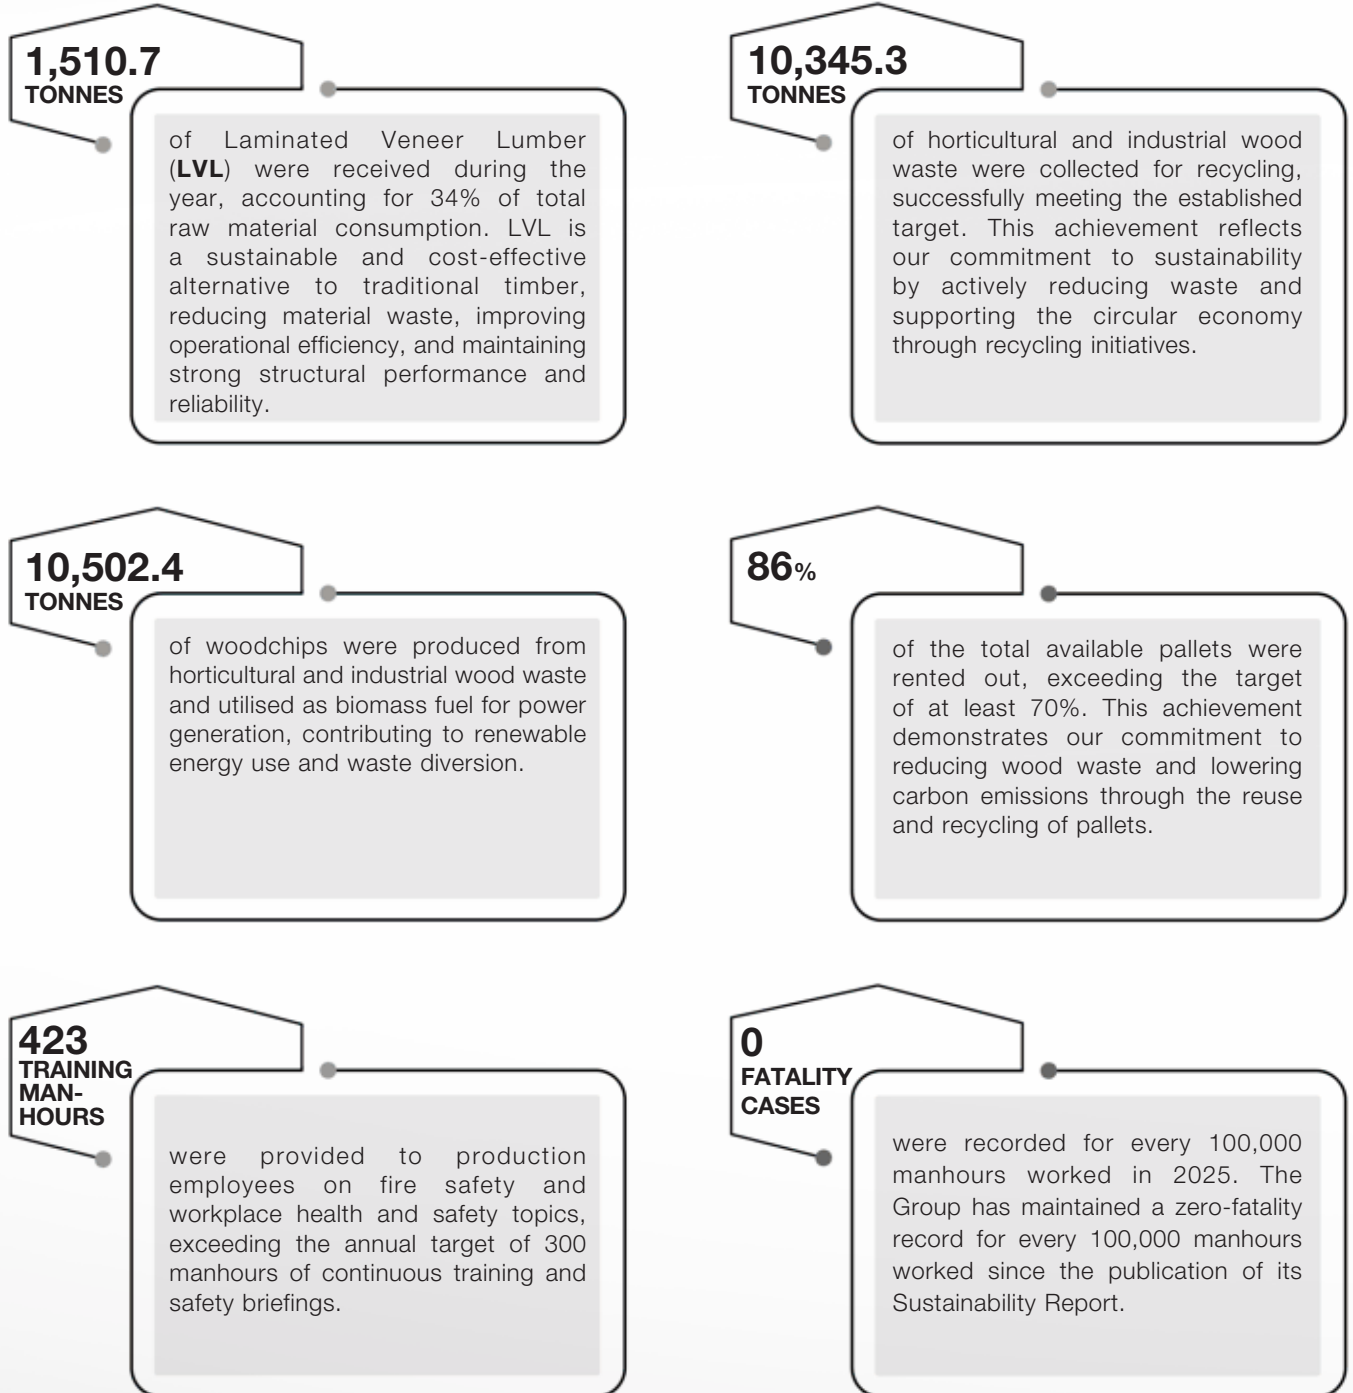 1,510.7
TONNES
of Laminated Veneer Lumber
(LVL) were received during the
year, accounting for 34% of total
raw material consumption. LVL is
a sustainable and cost-effective
alternative to traditional timber,
reducing material waste, improving
operational efficiency, and maintaining
strong structural performance and
reliability.
10,345.3
TONNES
of horticultural and industrial wood
waste were collected for recycling,
successfully meeting the established
target. This achievement reflects
our commitment to sustainability
by actively reducing waste and
supporting the circular economy
through recycling initiatives.
10,502.4
TONNES
of woodchips were produced from
horticultural and industrial wood waste
and utilised as biomass fuel for power
generation, contributing to renewable
energy use and waste diversion.
86%
of the total available pallets were
rented out, exceeding the target
of at least 70%. This achievement
demonstrates our commitment to
reducing wood waste and lowering
carbon emissions through the reuse
and recycling of pallets.
423
TRAINING
MAN-
HOURS
were provided to production
employees on fire safety and
workplace health and safety topics,
exceeding the annual target of 300
manhours of continuous training and
safety briefings.
0
FATALITY
CASES
were recorded for every 100,000
manhours worked in 2025. The
Group has maintained a zero-fatality
record for every 100,000 manhours
worked since the publication of its
Sustainability Report.